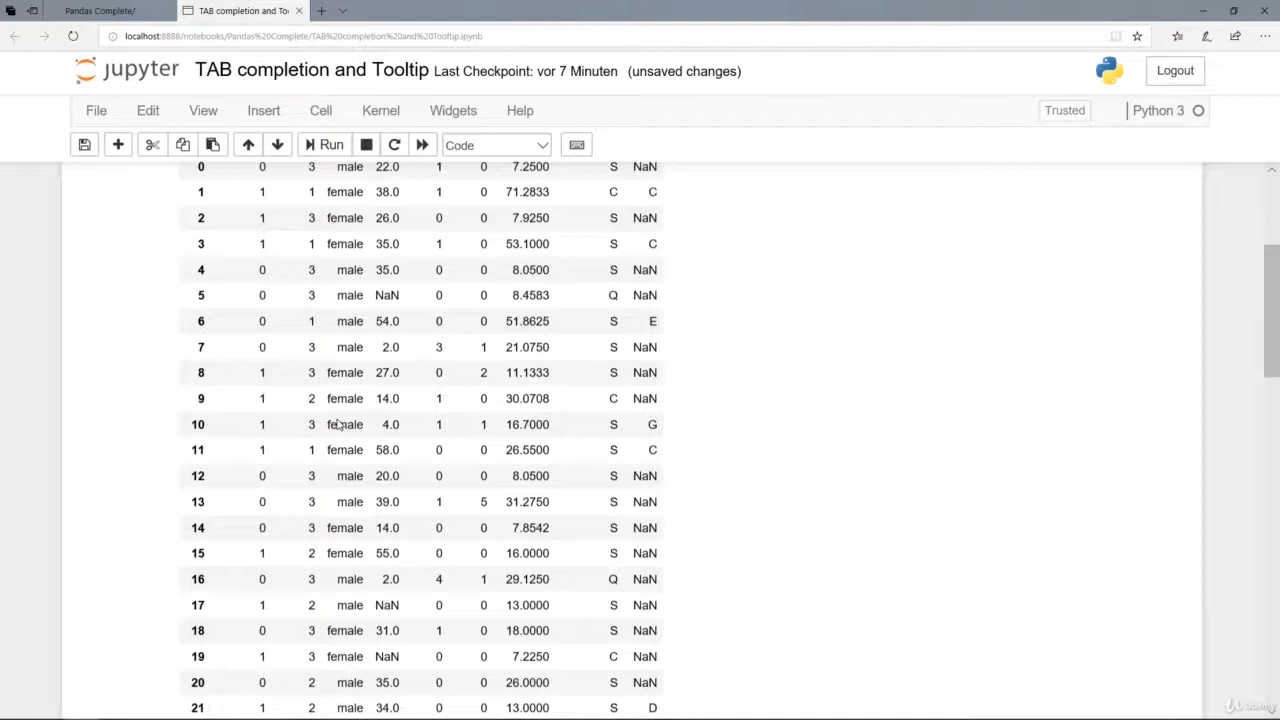 Pandas Complete/
TAB completion and Too
localhost:8888/notebooks/Pandas%20Complete/TAB%20completion%20and%20Tooltip.ipynb
jupyter TAB completion and Tooltip Last Checkpoint: vor 7 Minuten (unsaved changes) Logout
File Edit View Insert Cell Kernel Widgets Help Trusted Python 3
Run Code
0 0 3 male 22.0 1 0 7.2500 S NaN
1 1 1 female 38.0 1 0 71.2833 C C
2 1 3 female 26.0 0 0 7.9250 S NaN
3 1 1 female 35.0 1 0 53.1000 S C
4 0 3 male 35.0 0 0 8.0500 S NaN
5 0 3 male NaN 0 0 8.4583 Q NaN
6 0 1 male 54.0 0 0 51.8625 S E
7 0 3 male 2.0 3 1 21.0750 S NaN
8 1 3 female 27.0 0 2 11.1333 S NaN
9 1 2 female 14.0 1 0 30.0708 C NaN
10 1 3 female 4.0 1 1 16.7000 S G
11 1 1 female 58.0 0 0 26.5500 S C
12 0 3 male 20.0 0 0 8.0500 S NaN
13 0 3 male 39.0 1 5 31.2750 S NaN
14 0 3 female 14.0 0 0 7.8542 S NaN
15 1 2 female 55.0 0 0 16.0000 S NaN
16 0 3 male 2.0 4 1 29.1250 Q NaN
17 1 2 male NaN 0 0 13.0000 S NaN
18 0 3 female 31.0 1 0 18.0000 S NaN
19 1 3 female NaN 0 0 7.2250 C NaN
20 0 2 male 35.0 0 0 26.0000 S NaN
21 1 2 male 34.0 0 0 13.0000 S D
udemy